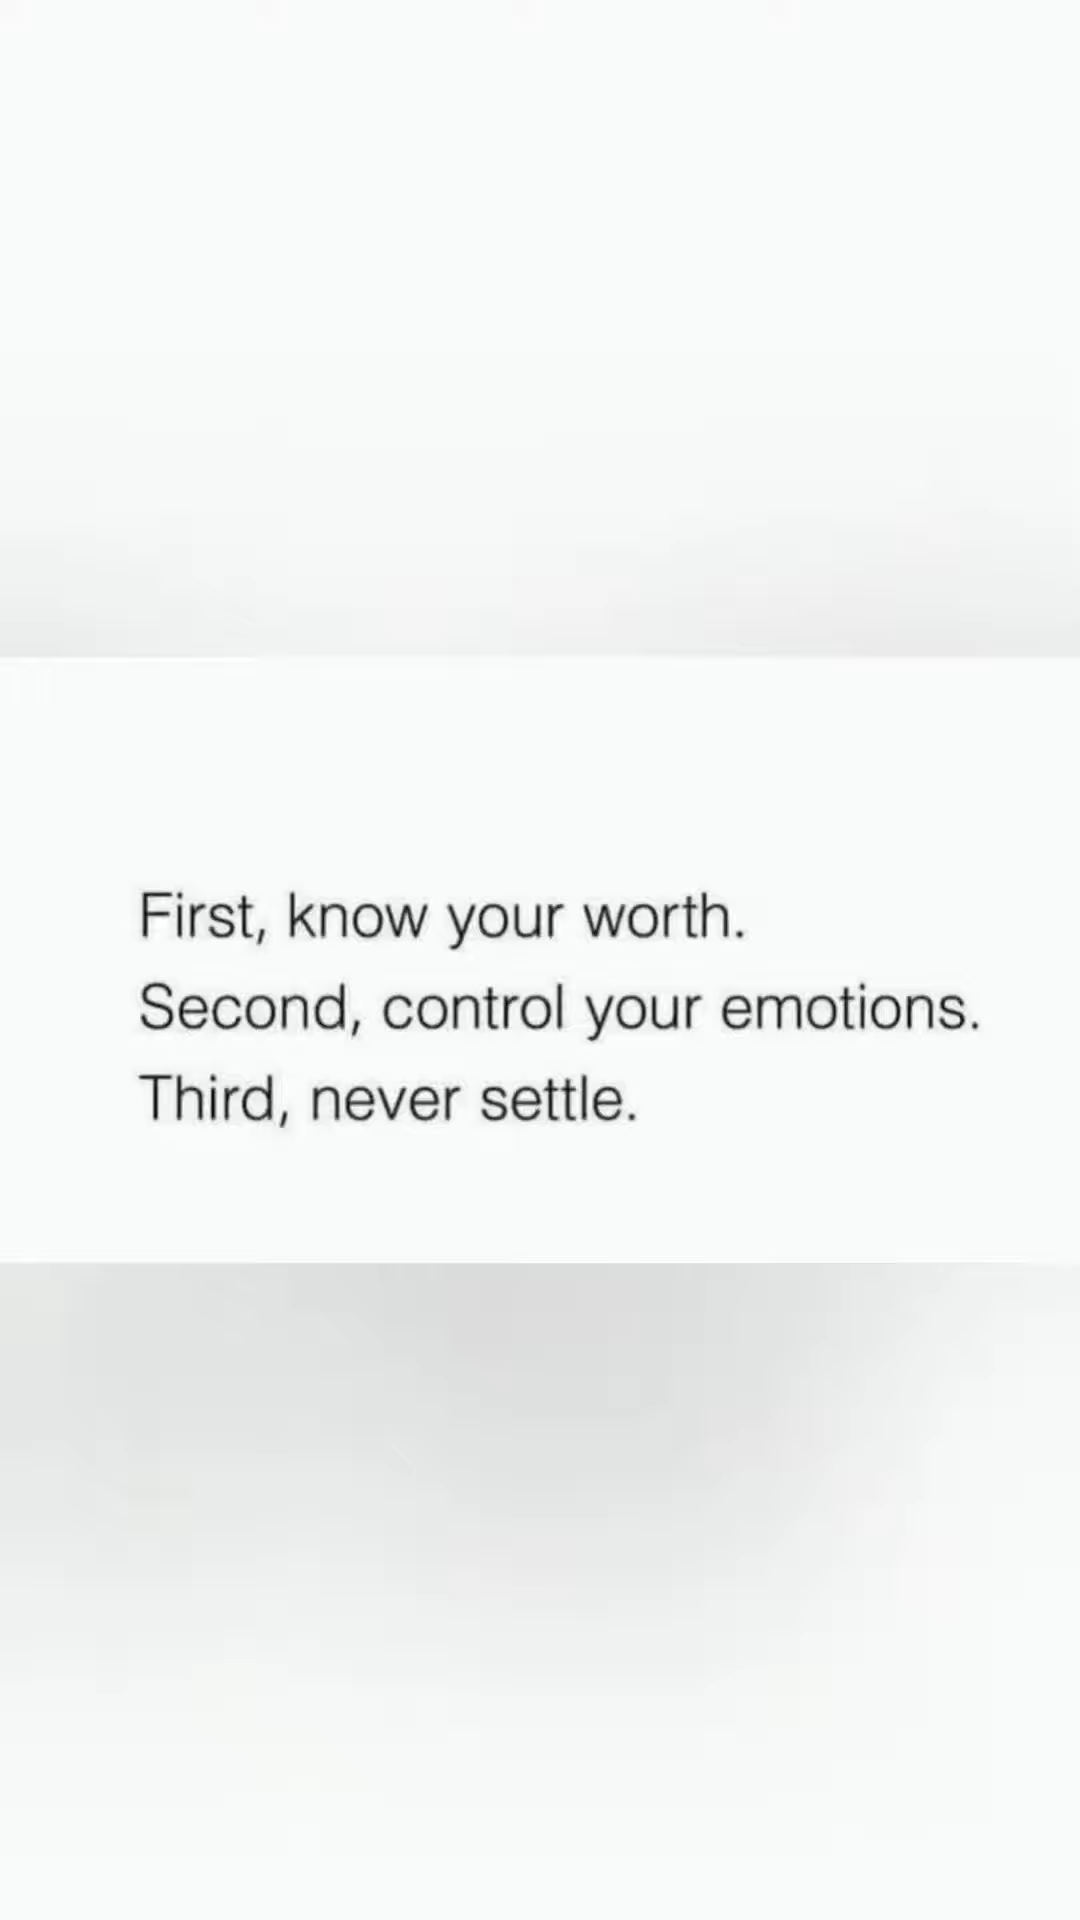 First, know your worth.
Second, control your emotions.
Third, never settle.